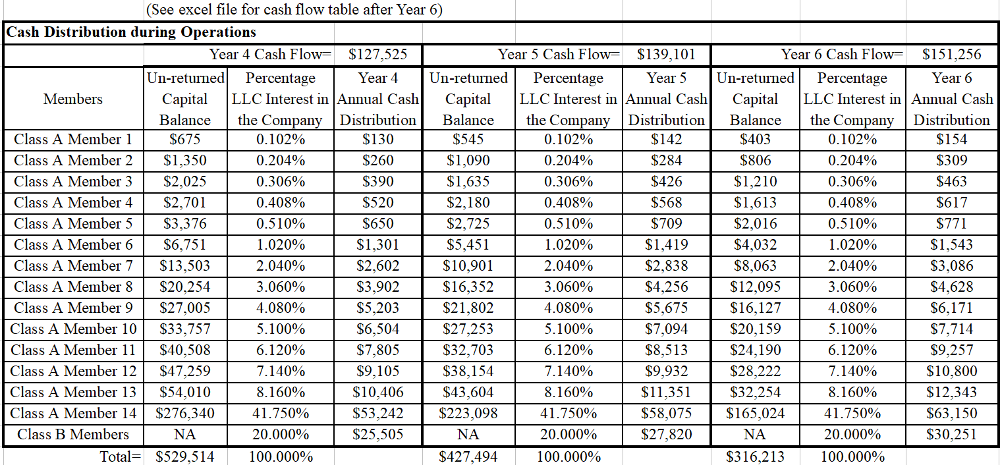 (See excel file for cash flow table after Year 6)
Cash Distribution during Operations
Year 4 Cash Flow= $127,525 Year 5 Cash Flow= $139,101 Year 6 Cash Flow= $151,256
Un-returned Percentage Year 4 Un-returned Percentage Year 5 Un-returned Percentage Year 6
Members Capital LLC Interest in Annual Cash Capital LLC Interest in Annual Cash Capital LLC Interest in Annual Cash
Balance the Company Distribution Balance the Company Distribution Balance the Company Distribution
Class A Member 1 $675 0.102% $130 $545 0.102% $142 $403 0.102% $154
Class A Member 2 $1,350 0.204% $260 $1,090 0.204% $284 $806 0.204% $309
Class A Member 3 $2,025 0.306% $390 $1,635 0.306% $426 $1,210 0.306% $463
Class A Member 4 $2,701 0.408% $520 $2,180 0.408% $568 $1,613 0.408% $617
Class A Member 5 $3,376 0.510% $650 $2,725 0.510% $709 $2,016 0.510% $771
Class A Member 6 $6,751 1.020% $1,301 $5,451 1.020% $1,419 $4,032 1.020% $1,543
Class A Member 7 $13,503 2.040% $2,602 $10,901 2.040% $2,838 $8,063 2.040% $3,086
Class A Member 8 $20,254 3.060% $3,902 $16,352 3.060% $4,256 $12,095 3.060% $4,628
Class A Member 9 $27,005 4.080% $5,203 $21,802 4.080% $5,675 $16,127 4.080% $6,171
Class A Member 10 $33,757 5.100% $6,504 $27,253 5.100% $7,094 $20,159 5.100% $7,714
Class A Member 11 $40,508 6.120% $7,805 $32,703 6.120% $8,513 $24,190 6.120% $9,257
Class A Member 12 $47,259 7.140% $9,105 $38,154 7.140% $9,932 $28,222 7.140% $10,800
Class A Member 13 $54,010 8.160% $10,406 $43,604 8.160% $11,351 $32,254 8.160% $12,343
Class A Member 14 $276,340 41.750% $53,242 $223,098 41.750% $58,075 $165,024 41.750% $63,150
Class B Members NA 20.000% $25,505 NA 20.000% $27,820 NA 20.000% $30,251
Total= $529,514 100.000% $427,494 100.000% $316,213 100.000%